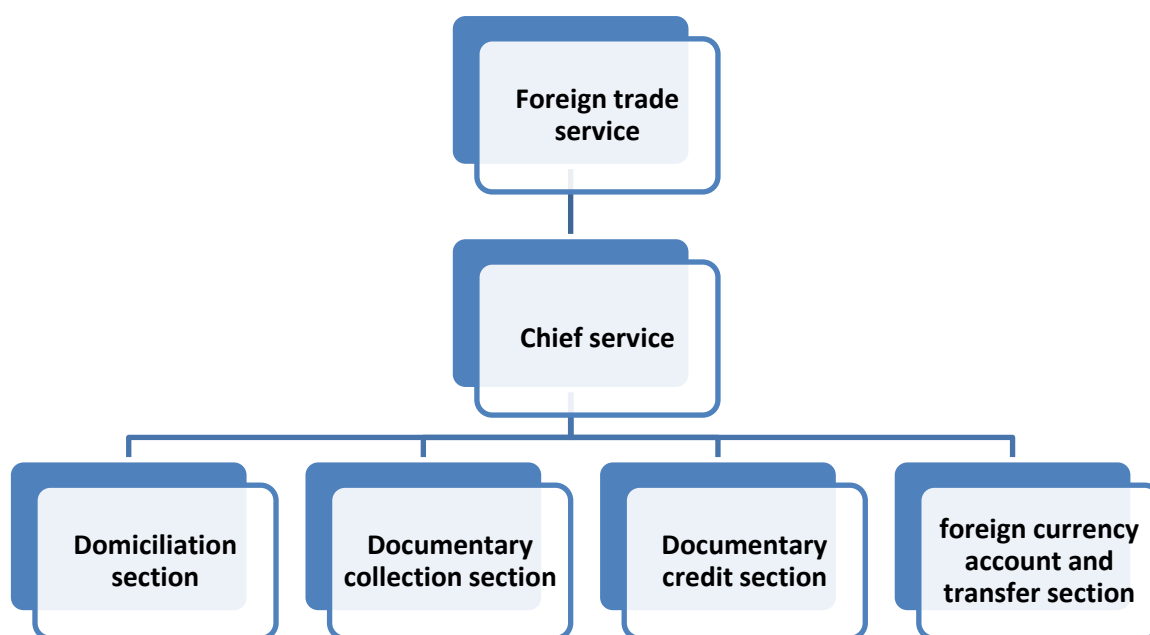 Foreign trade
service
Chief service
Domiciliation
section
Documentary
collection section
Documentary
credit section
foreign currency
account and
transfer section